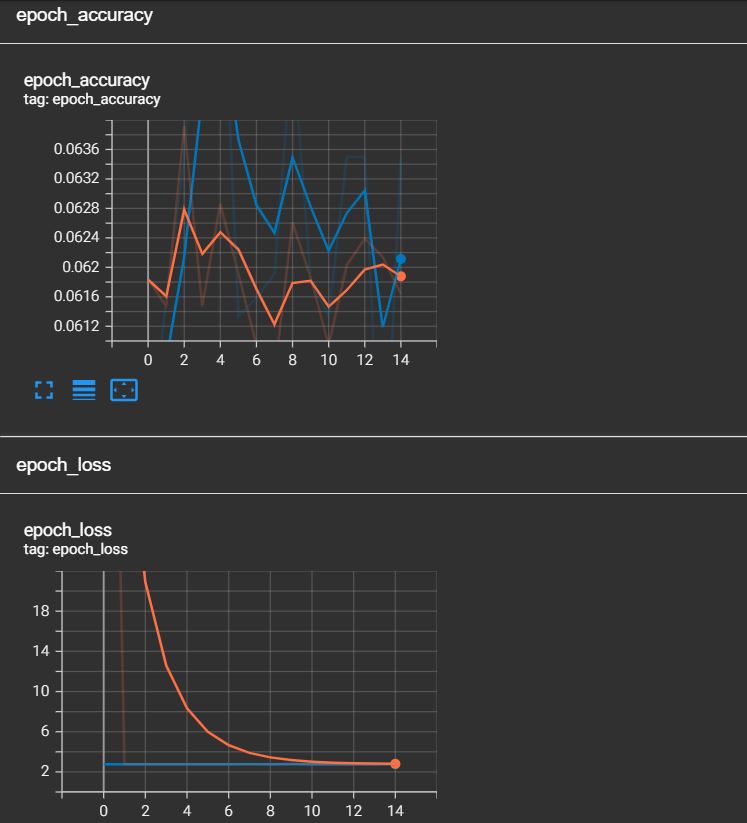 epoch_accuracy
epoch_accuracy
tag: epoch_accuracy
0.0636
0.0632
0.0628
0.0624
0.062
0.0616
0.0612
0 2 4 6 8 10 12 14
epoch_loss
epoch_loss
tag: epoch_loss
18
14
10
6
2
0 2 4 6 8 10 12 14